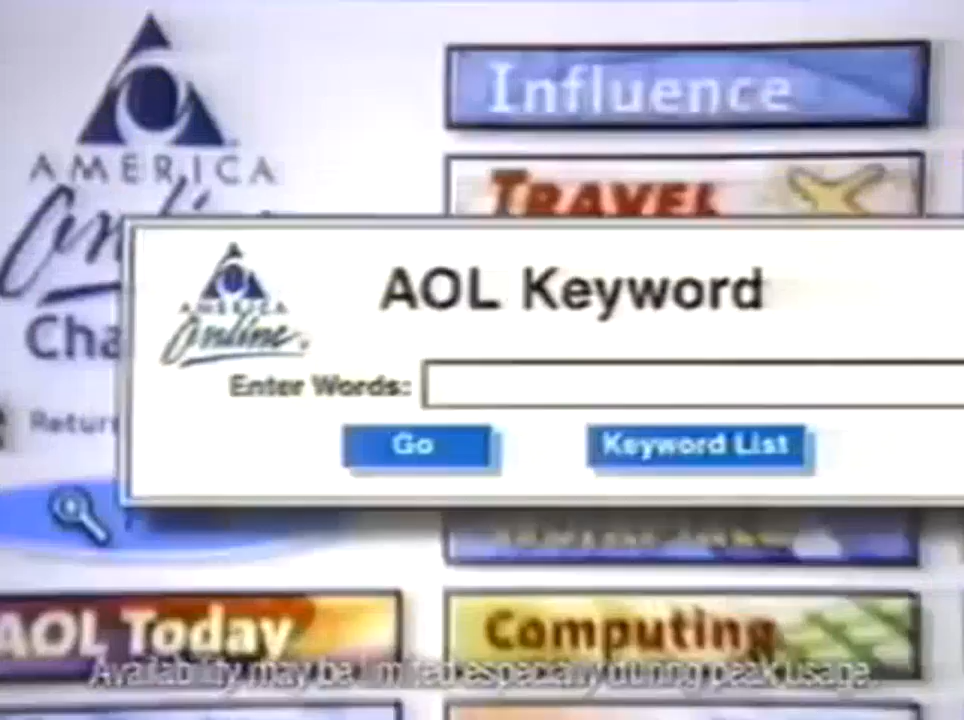 AMERICA
Online
Influence
TRAVEL
AMERICA
Online
AOL Keyword
Cha
Enter Words:
Return
Go
Keyword List
AOL Today
Computing
Availability may be limited especially during peak usage.